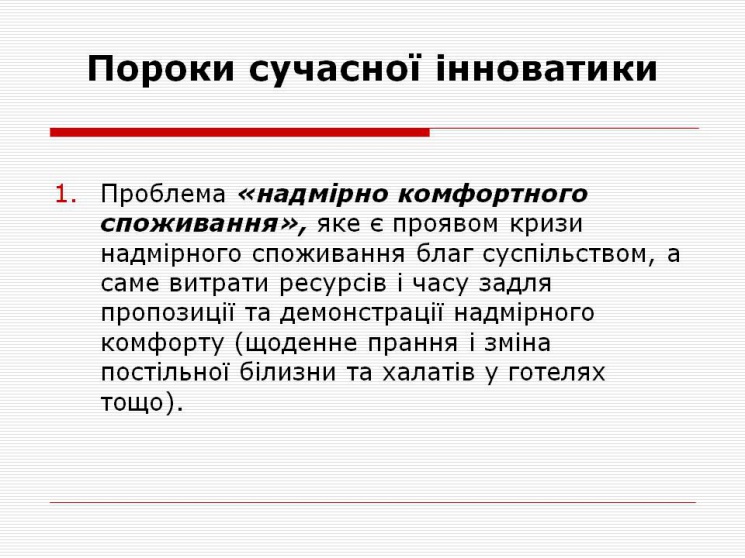 Пороки сучасної інноватики
1. Проблема «надмірно комфортного
споживання», яке є проявом кризи
надмірного споживання благ суспільством, а
саме витрати ресурсів і часу задля
пропозиції та демонстрації надмірного
комфорту (щоденне прання і зміна
постільної білизни та халатів у готелях
тощо).